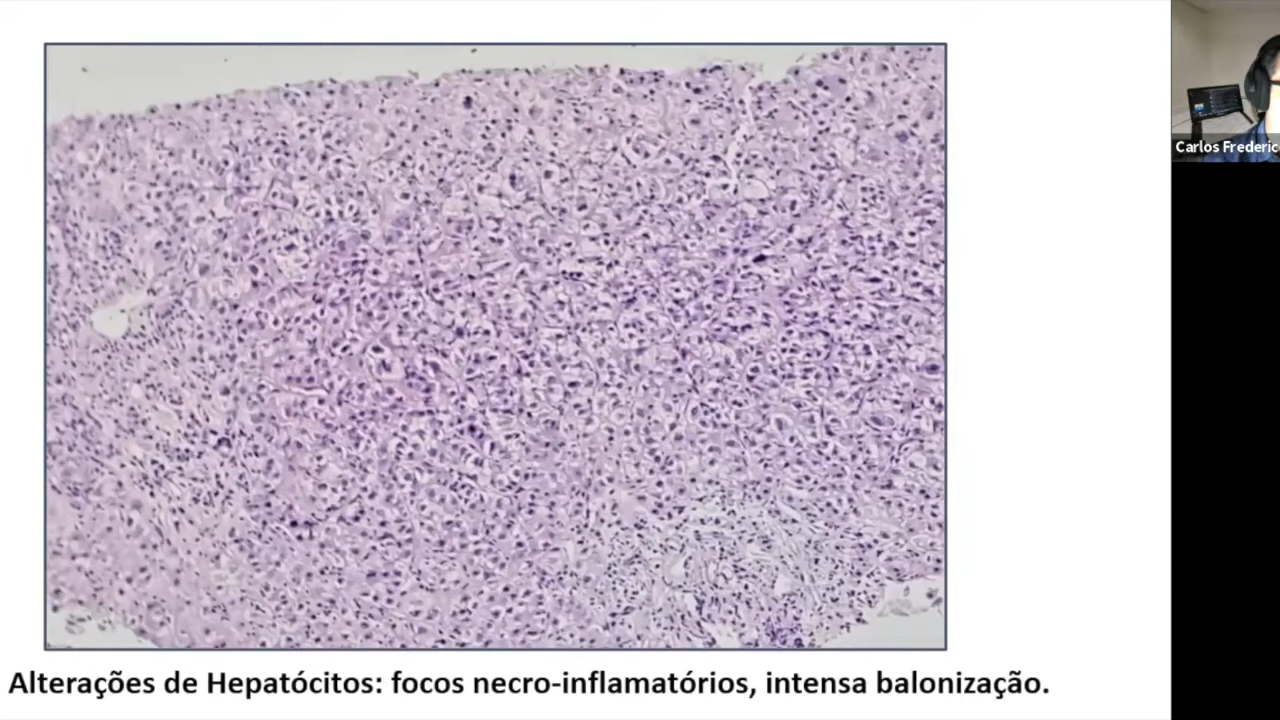 Carlos Frederic
Alterações de Hepatócitos: focos necro-inflamatórios, intensa balonização.